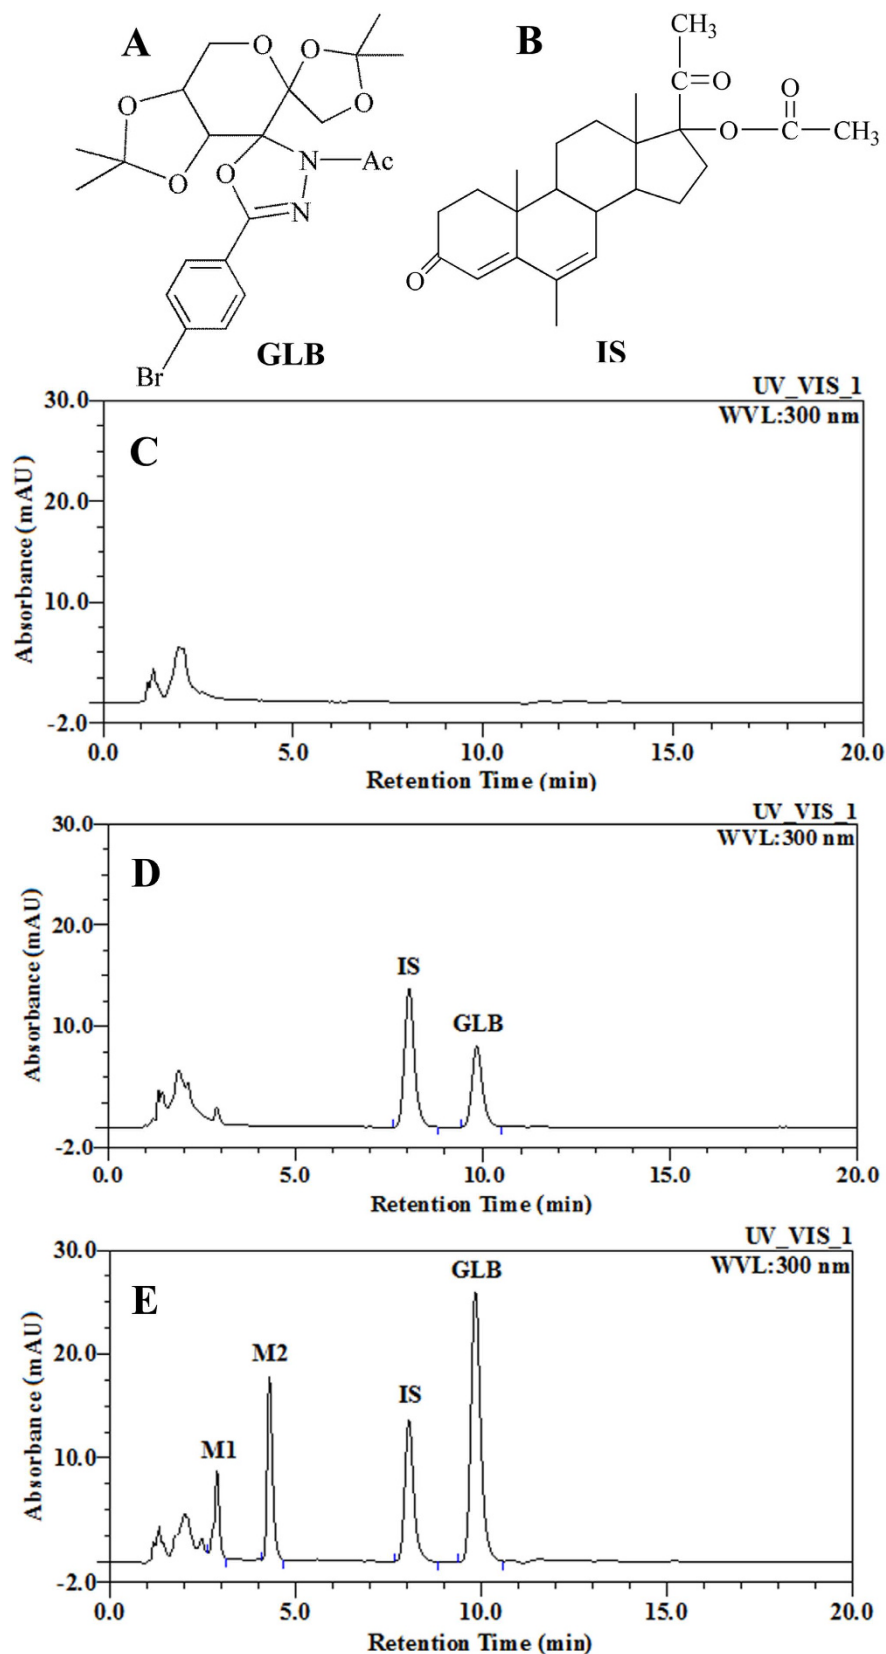 A
B
O
O
O
O
O
O
N
Ac
N
Br
GLB
CH₃
C=O
O
O
C
CH₃
O
IS
C
UV_VIS_1
WVL:300 nm
Absorbance (mAU)
30.0
20.0
10.0
-2.0
0.0 5.0 10.0 15.0 20.0
Retention Time (min)
D
UV_VIS_1
WVL:300 nm
Absorbance (mAU)
30.0
20.0
10.0
-2.0
IS
GLB
0.0 5.0 10.0 15.0 20.0
Retention Time (min)
E
UV_VIS_1
WVL:300 nm
Absorbance (mAU)
30.0
20.0
10.0
-2.0
M1
M2
IS
GLB
0.0 5.0 10.0 15.0 20.0
Retention Time (min)